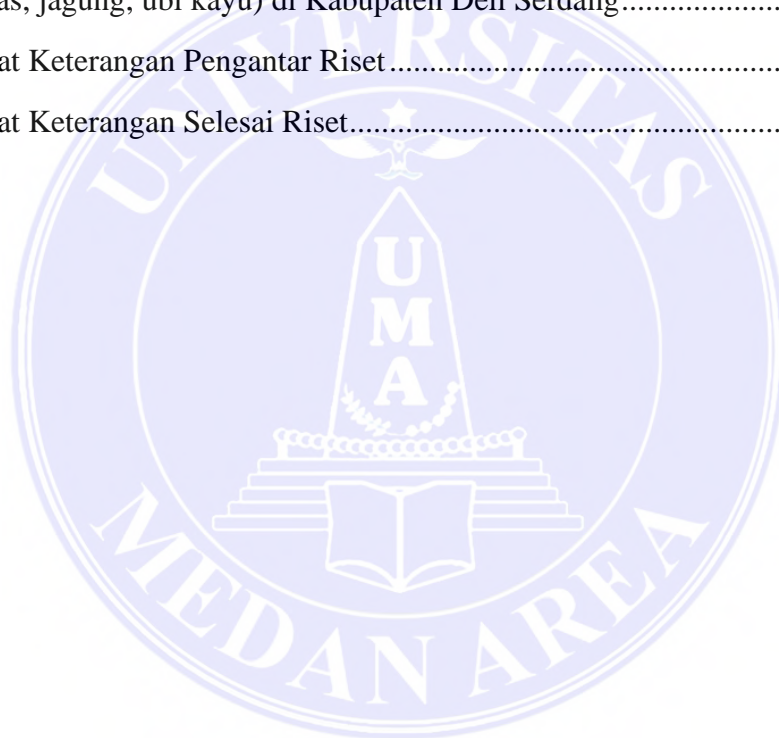 as, jagung, ubi kayu) di Kabupaten Deli Serdang.....................
at Keterangan Pengantar Riset...................................................
at Keterangan Selesai Riset.........................................................
UNIVERSITAS
UMA
MEDAN AREA